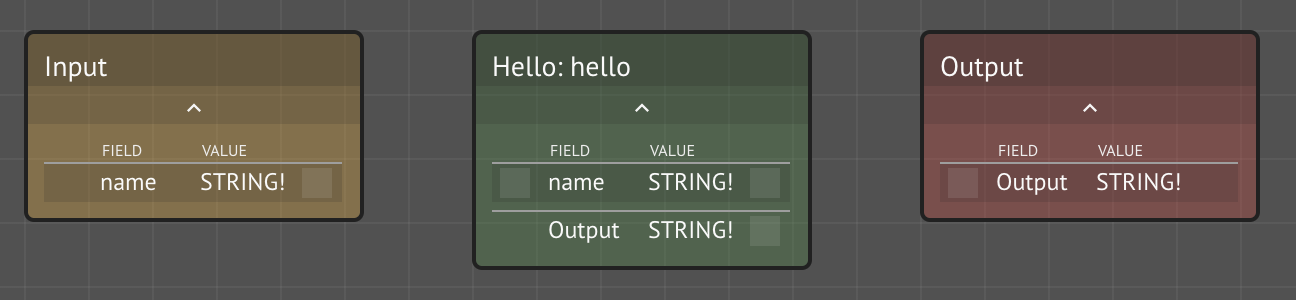 Input
FIELD VALUE
name STRING!
Hello: hello
FIELD VALUE
name STRING!
Output STRING!
Output
FIELD VALUE
Output STRING!